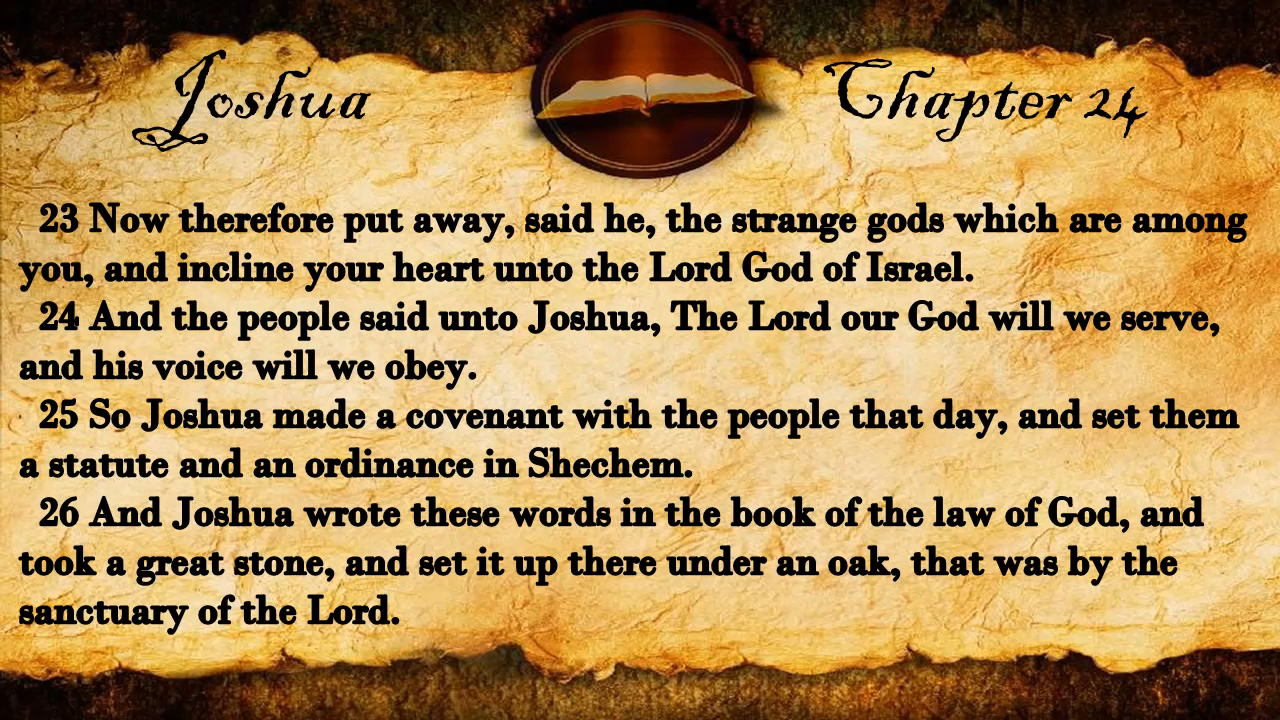 Joshua
Chapter 24
23 Now therefore put away, said he, the strange gods which are among
you, and incline your heart unto the Lord God of Israel.
24 And the people said unto Joshua, The Lord our God will we serve,
and his voice will we obey.
25 So Joshua made a covenant with the people that day, and set them
a statute and an ordinance in Shechem.
26 And Joshua wrote these words in the book of the law of God, and
took a great stone, and set it up there under an oak, that was by the
sanctuary of the Lord.